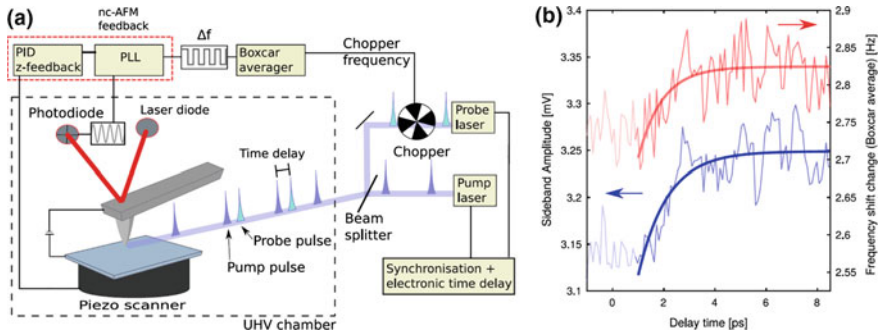 (a)
nc-AFM
feedback
PID
z-feedback
PLL
Δf
Boxcar
averager
Chopper
frequency
Photodiode
Laser diode
Probe
laser
Chopper
Time delay
Pump
laser
Beam
splitter
Probe pulse
Pump pulse
Synchronisation +
electronic time delay
Piezo scanner
UHV chamber
(b)
3.4
3.35
3.3
3.25
3.2
3.15
3.1
Sideband Amplitude [mV]
0
2
4
6
8
Delay time [ps]
2.9
2.85
2.8
2.75
2.7
2.65
2.6
2.55
Frequency shift change (Boxcar average) [Hz]